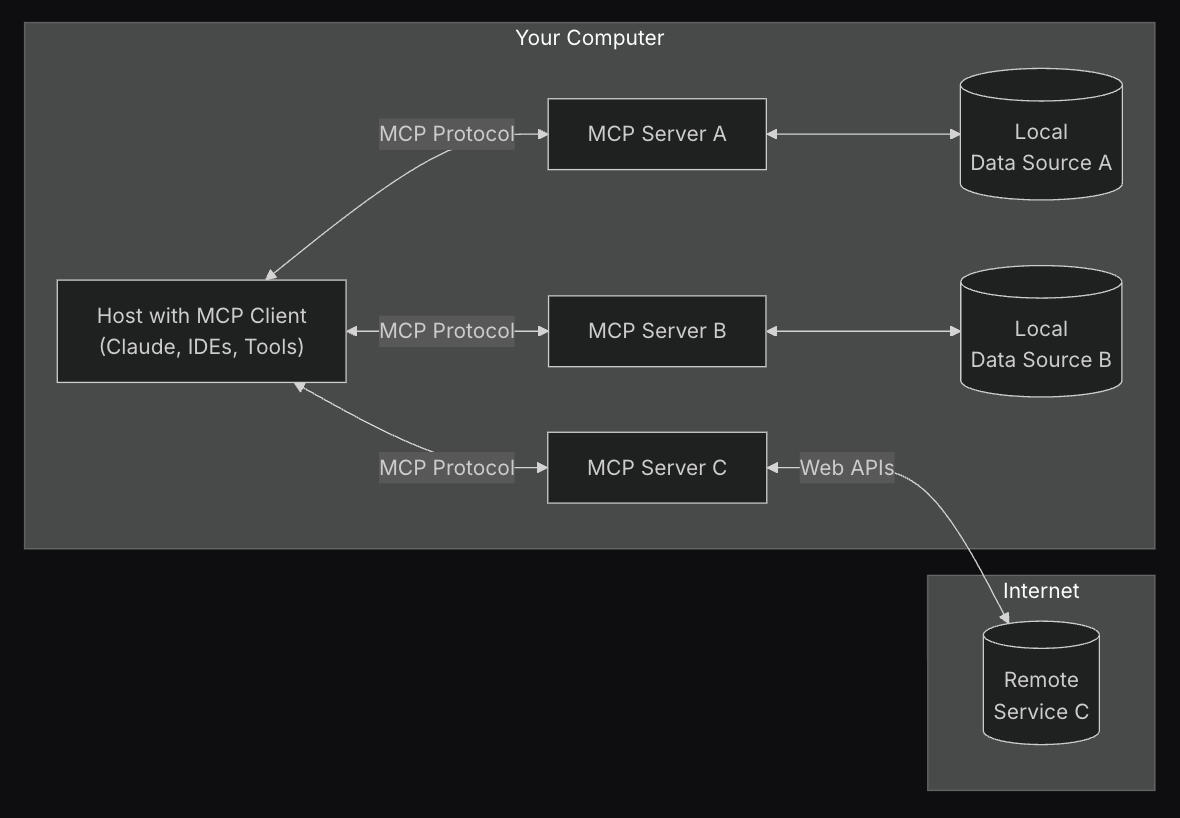 Your Computer
MCP Protocol
MCP Server A
Local
Data Source A
Host with MCP Client
(Claude, IDEs, Tools)
MCP Protocol
MCP Server B
Local
Data Source B
MCP Protocol
MCP Server C
Web APIs
Internet
Remote
Service C